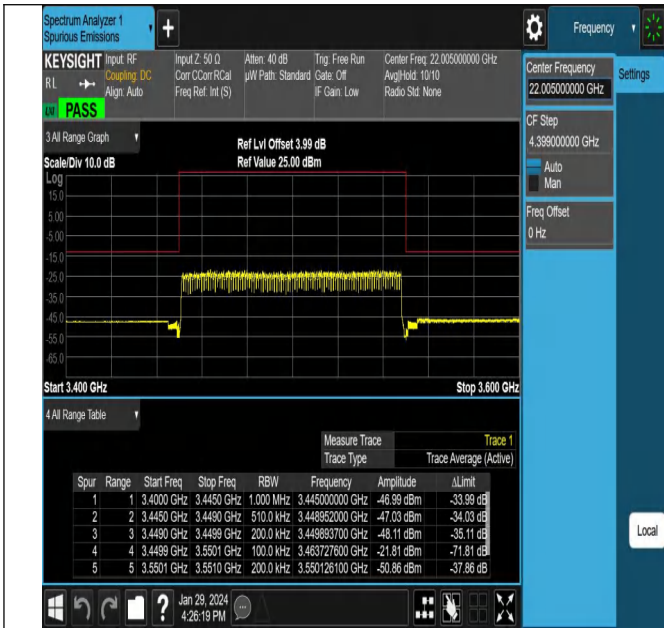 Spectrum Analyzer 1
Spurious Emissions
Frequency
KEYSIGHT
RL
PASS
Input: RF
Coupling: DC
Align: Auto
Input Z: 50 Ω
Corr CCorr RCal
Freq Ref: Int (S)
Atten: 40 dB
µW Path: Standard
Trig: Free Run
Gate: Off
IF Gain: Low
Center Freq: 22.005000000 GHz
Avg|Hold: 10/10
Radio Std: None
Center Frequency
22.005000000 GHz
Settings
CF Step
4.399000000 GHz
Auto
Man
Freq Offset
0 Hz
3 All Range Graph
Scale/Div 10.0 dB
Ref Lvl Offset 3.99 dB
Ref Value 25.00 dBm
Log
15.0
5.00
-5.00
-15.0
-25.0
-35.0
-45.0
-55.0
-65.0
Start 3.400 GHz
Stop 3.600 GHz
4 All Range Table
Measure Trace Trace 1
Trace Type Trace Average (Active)
Spur Range Start Freq Stop Freq RBW Frequency Amplitude ΔLimit
1 1 3.4000 GHz 3.4450 GHz 1.000 MHz 3.445000000 GHz -46.99 dBm -33.99 dB
2 2 3.4450 GHz 3.4490 GHz 510.0 kHz 3.448952000 GHz -47.03 dBm -34.03 dB
3 3 3.4490 GHz 3.4499 GHz 200.0 kHz 3.449893700 GHz -48.11 dBm -35.11 dB
4 4 3.4499 GHz 3.5501 GHz 100.0 kHz 3.463727600 GHz -21.81 dBm -71.81 dB
5 5 3.5501 GHz 3.5510 GHz 200.0 kHz 3.550126100 GHz -50.86 dBm -37.86 dB
Local
Jan 29, 2024
4:26:19 PM